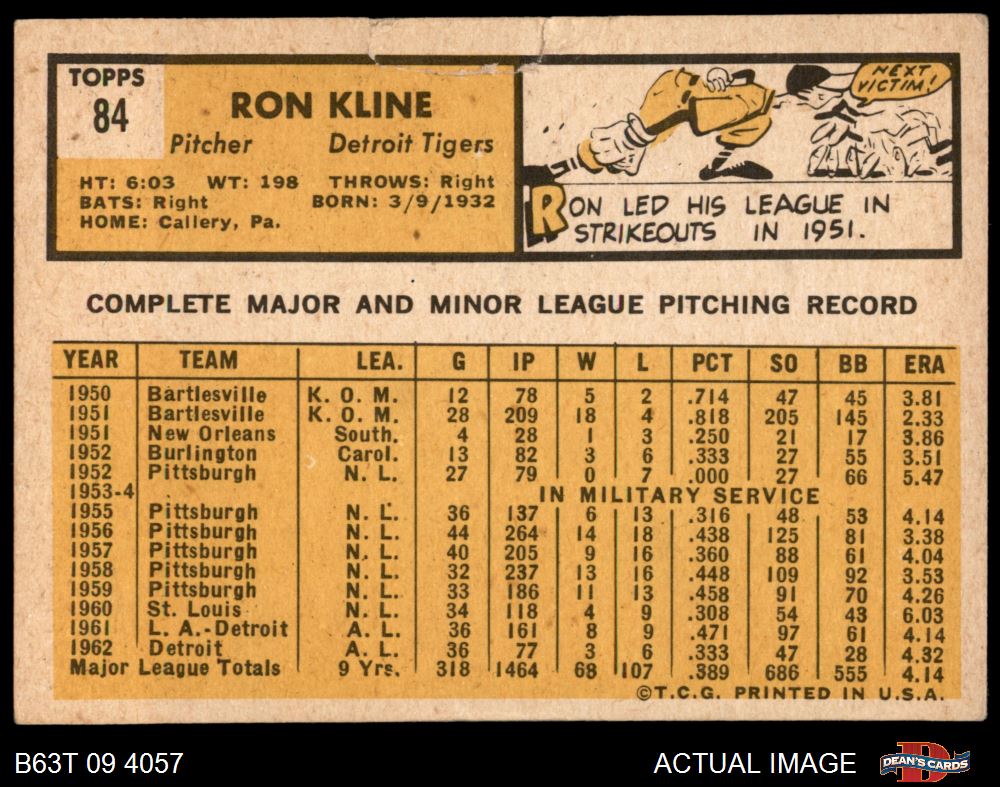 TOPPS
84
RON KLINE
Pitcher Detroit Tigers
HT: 6:03 WT: 198 THROWS: Right
BATS: Right BORN: 3/9/1932
HOME: Callery, Pa.
NEXT
VICTIM!
RON LED HIS LEAGUE IN
STRIKEOUTS IN 1951.
COMPLETE MAJOR AND MINOR LEAGUE PITCHING RECORD
YEAR TEAM LEA. G IP W L PCT SO BB ERA
1950 Bartlesville K. O. M. 12 78 5 2 .714 47 45 3.81
1951 Bartlesville K. O. M. 28 209 18 4 .818 205 145 2.33
1951 New Orleans South. 4 28 1 3 .250 21 17 3.86
1952 Burlington Carol. 13 82 3 6 .333 27 55 3.51
1952 Pittsburgh N. L. 27 79 0 7 .000 27 66 5.47
1953-4 IN MILITARY SERVICE
1955 Pittsburgh N. L. 36 137 6 13 .316 48 53 4.14
1956 Pittsburgh N. L. 44 264 14 18 .438 125 81 3.38
1957 Pittsburgh N. L. 40 205 9 16 .360 88 61 4.04
1958 Pittsburgh N. L. 32 237 13 16 .448 109 92 3.53
1959 Pittsburgh N. L. 33 186 11 13 .458 91 70 4.26
1960 St. Louis N. L. 34 118 4 9 .308 54 43 6.03
1961 L. A.-Detroit A. L. 36 161 8 9 .471 97 61 4.14
1962 Detroit A. L. 36 77 3 6 .333 47 28 4.32
Major League Totals 9 Yrs. 318 1464 68 107 .389 686 555 4.14
©T.C.G. PRINTED IN U.S.A.
B63T 09 4057 ACTUAL IMAGE DEAN'S CARDS